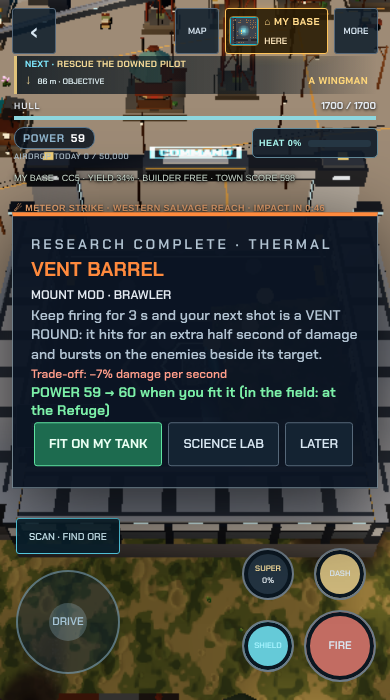 ‹
MAP
⌂ MY BASE
HERE
MORE
NEXT · RESCUE THE DOWNED PILOT
↓ 86 m · OBJECTIVE
A WINGMAN
HULL
1700 / 1700
POWER 59
HEAT 0%
COMMAND
TODAY 0 / 50,000
MY BASE · CC5 · YIELD 34% · BUILDER FREE · TOWN SCORE
METEOR STRIKE · WESTERN SALVAGE REACH · IMPACT IN 0:46
RESEARCH COMPLETE · THERMAL
VENT BARREL
MOUNT MOD · BRAWLER
Keep firing for 3 s and your next shot is a VENT
ROUND: it hits for an extra half second of damage
and bursts on the enemies beside its target.
Trade-off: −7% damage per second
POWER 59 → 60 when you fit it (in the field: at
the Refuge)
FIT ON MY TANK
SCIENCE LAB
LATER
SCAN · FIND ORE
SUPER
0%
DASH
DRIVE
SHIELD
FIRE